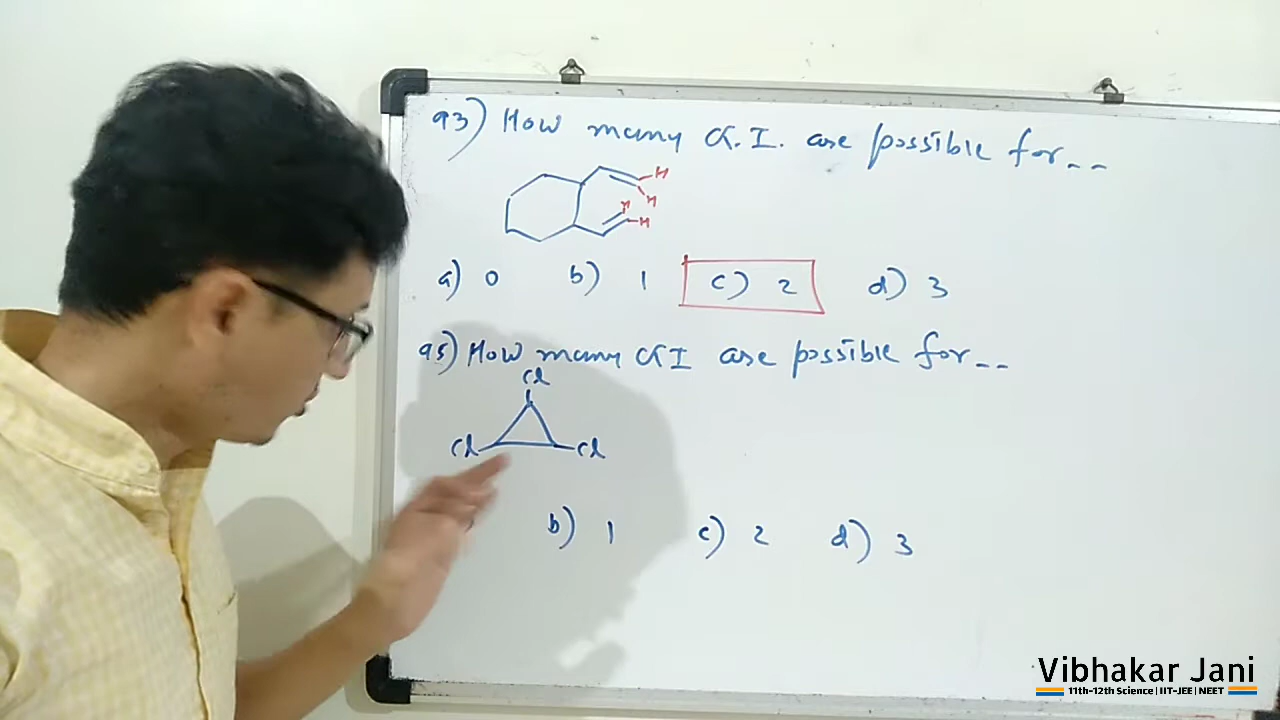 93) How many G.I. are possible for--
H
H
H
H
a) 0 b) 1 c) 2 d) 3
95) How many GI are possible for--
Cl
Cl Cl
b) 1 c) 2 d) 3
Vibhakar Jani
11th-12th Science | IIT-JEE | NEET